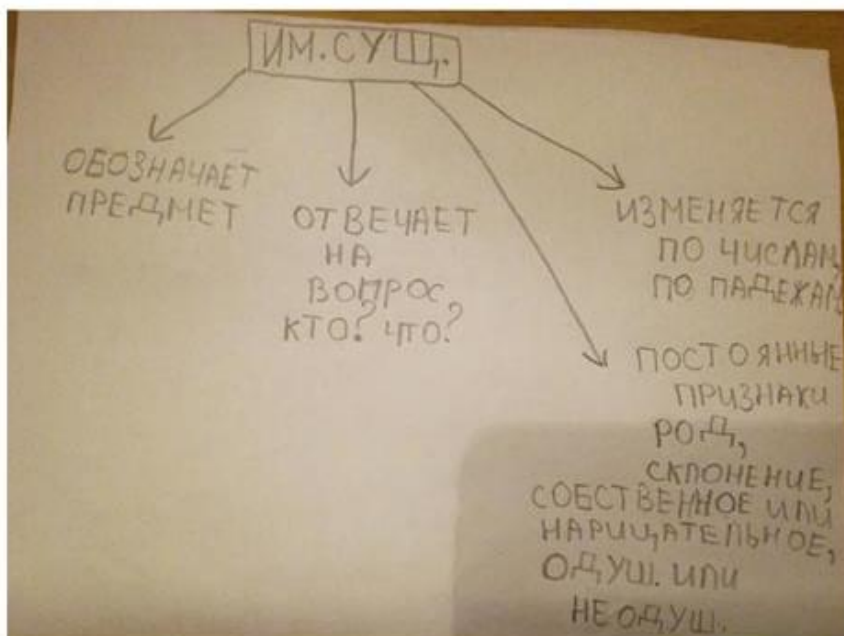 ИМ. СУЩ.
ОБОЗНАЧАЕТ
ПРЕДМЕТ
ОТВЕЧАЕТ
НА
ВОПРОС,
КТО? ЧТО?
ИЗМЕНЯЕТСЯ
ПО ЧИСЛАМ,
ПО ПАДЕЖАМ
ПОСТОЯННЫЕ
ПРИЗНАКИ
РОД,
СКЛОНЕНИЕ,
СОБСТВЕННОЕ ИЛИ
НАРИЦАТЕЛЬНОЕ,
ОДУШ. ИЛИ
НЕОДУШ.